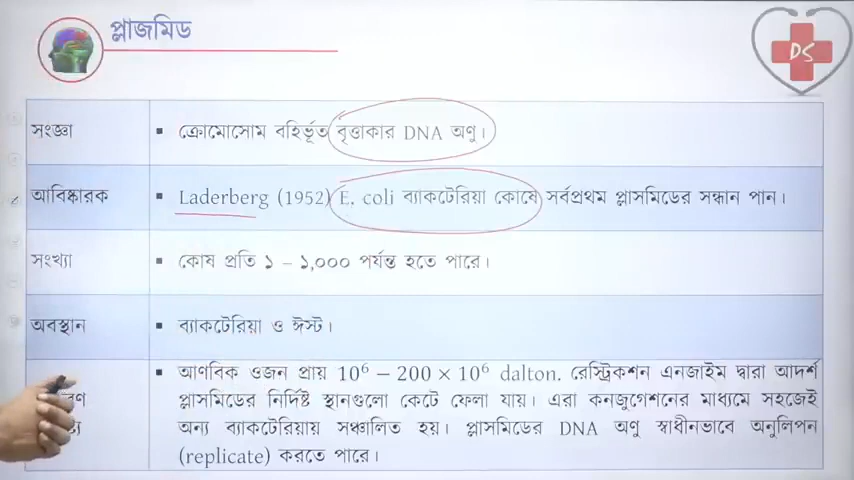 প্লাজমিড
DS
সংজ্ঞা
▪ ক্রোমোসোম বহির্ভূত বৃত্তাকার DNA অণু।
আবিষ্কারক
▪ Laderberg (1952) E. coli ব্যাকটেরিয়া কোষে সর্বপ্রথম প্লাসমিডের সন্ধান পান।
সংখ্যা
▪ কোষ প্রতি ১ – ১,০০০ পর্যন্ত হতে পারে।
অবস্থান
▪ ব্যাকটেরিয়া ও ঈস্ট।
▪ আণবিক ওজন প্রায় 10⁶ – 200 × 10⁶ dalton. রেস্ট্রিকশন এনজাইম দ্বারা আদর্শ
প্লাসমিডের নির্দিষ্ট স্থানগুলো কেটে ফেলা যায়। এরা কনজুগেশনের মাধ্যমে সহজেই
অন্য ব্যাকটেরিয়ায় সঞ্চালিত হয়। প্লাসমিডের DNA অণু স্বাধীনভাবে অনুলিপন
(replicate) করতে পারে।